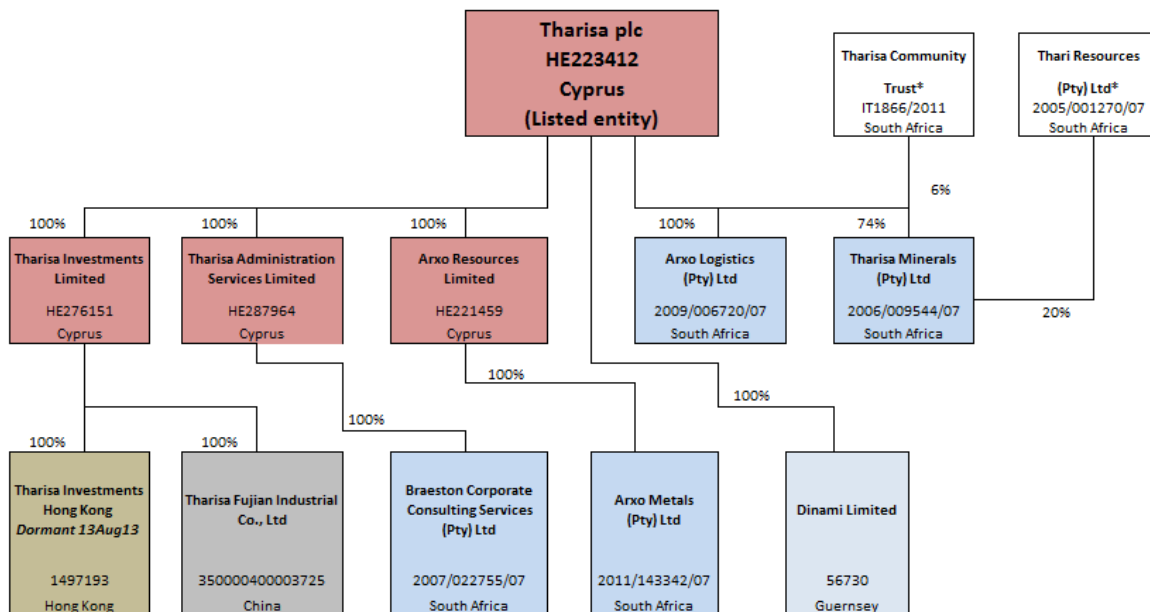 Tharisa plc
HE223412
Cyprus
(Listed entity)
Tharisa Community
Trust*
IT1866/2011
South Africa
Thari Resources
(Pty) Ltd*
2005/001270/07
South Africa
6%
100%
100%
100%
100%
74%
Tharisa Investments
Limited
HE276151
Cyprus
Tharisa Administration
Services Limited
HE287964
Cyprus
Arxo Resources
Limited
HE221459
Cyprus
Arxo Logistics
(Pty) Ltd
2009/006720/07
South Africa
Tharisa Minerals
(Pty) Ltd
2006/009544/07
South Africa
20%
100%
100%
100%
100%
100%
Tharisa Investments
Hong Kong
Dormant 13Aug13
1497193
Hong Kong
Tharisa Fujian Industrial
Co., Ltd
350000400003725
China
Braeston Corporate
Consulting Services
(Pty) Ltd
2007/022755/07
South Africa
Arxo Metals
(Pty) Ltd
2011/143342/07
South Africa
Dinami Limited
56730
Guernsey